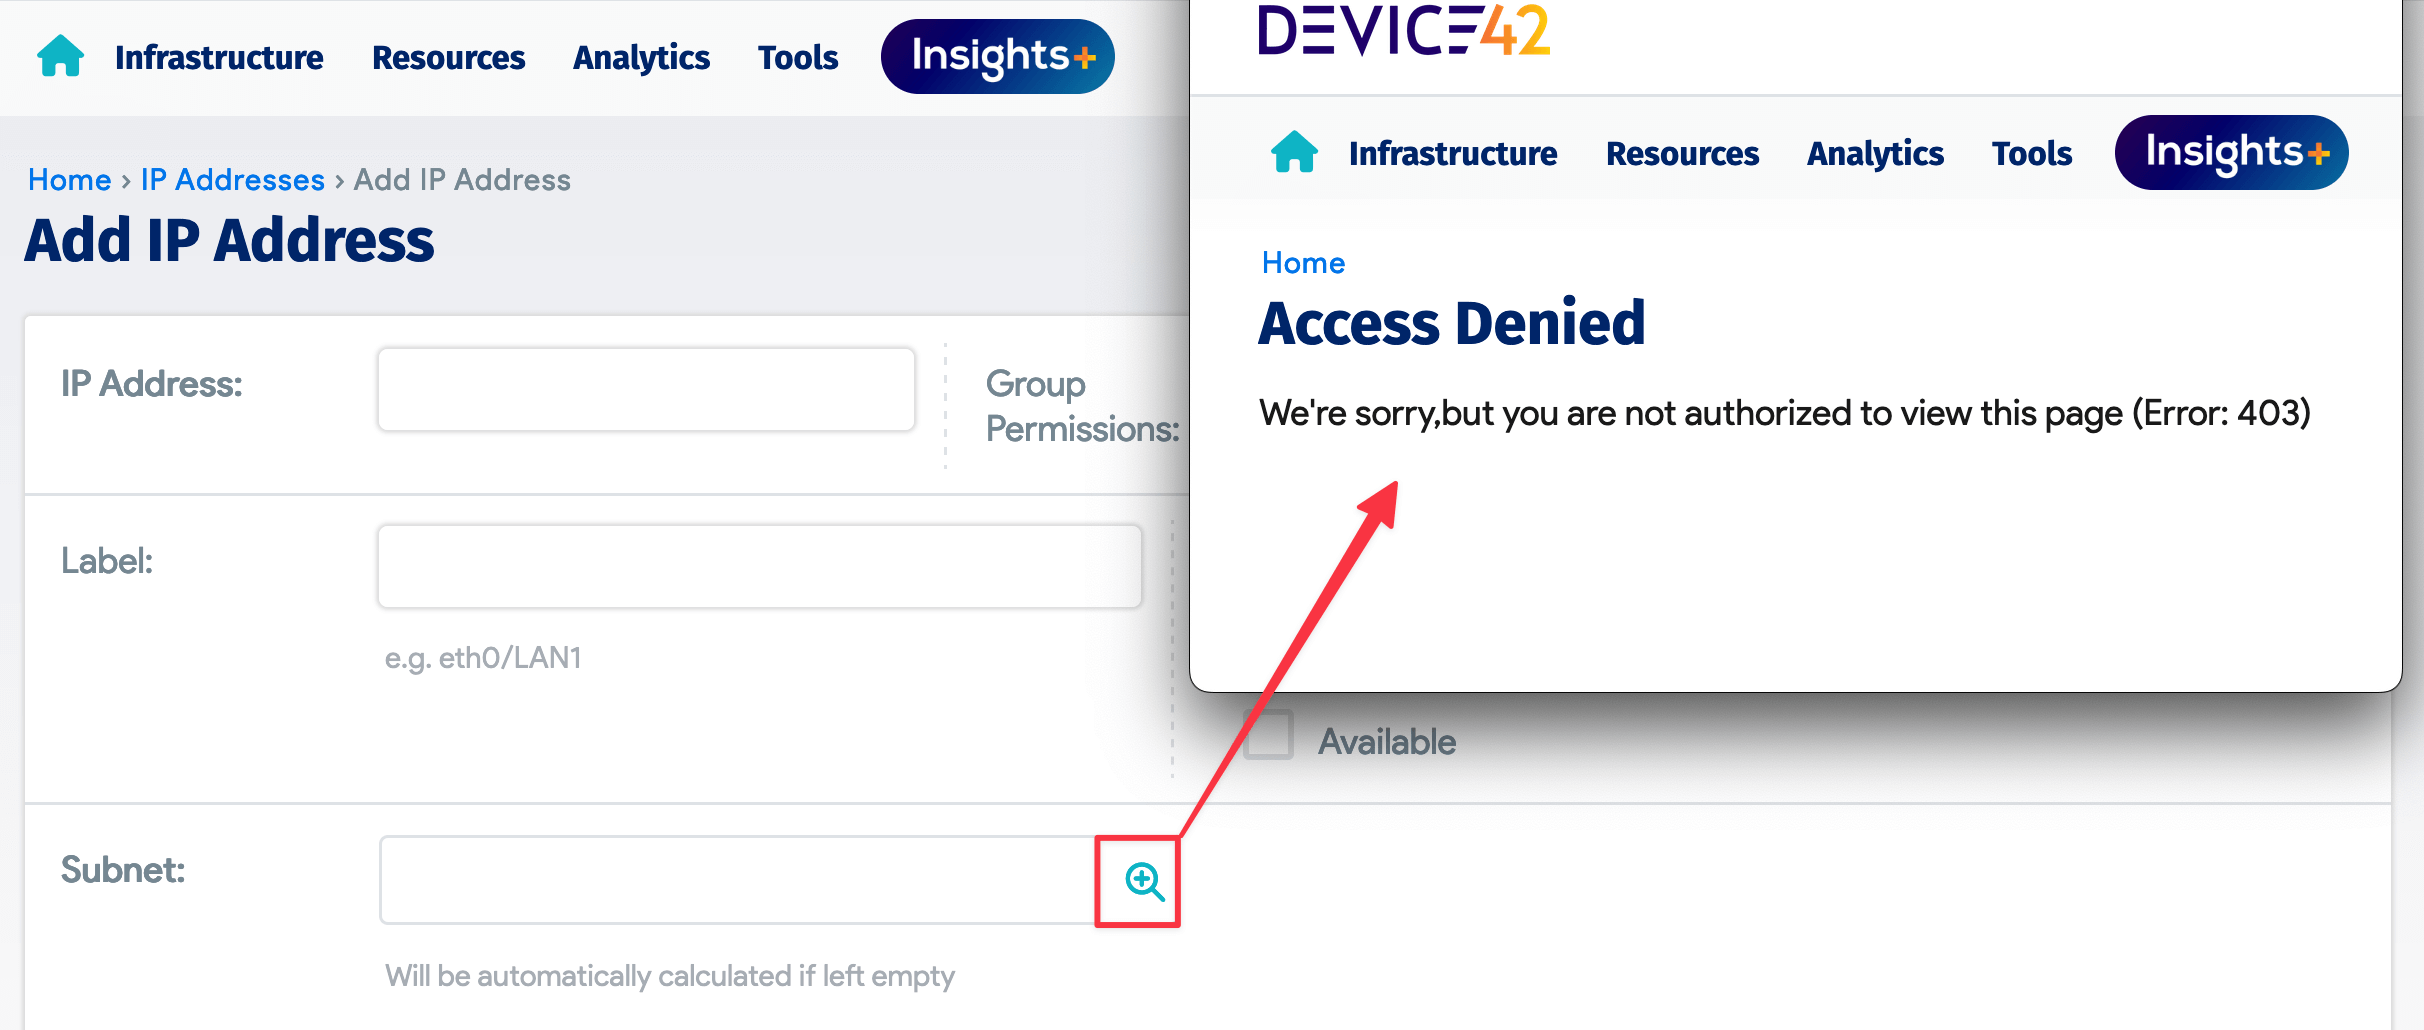 Infrastructure Resources Analytics Tools Insights+
Home › IP Addresses › Add IP Address
Add IP Address
IP Address:
Group
Permissions:
Label:
e.g. eth0/LAN1
Available
Subnet:
Will be automatically calculated if left empty
DEVICE42
Infrastructure Resources Analytics Tools Insights+
Home
Access Denied
We're sorry,but you are not authorized to view this page (Error: 403)